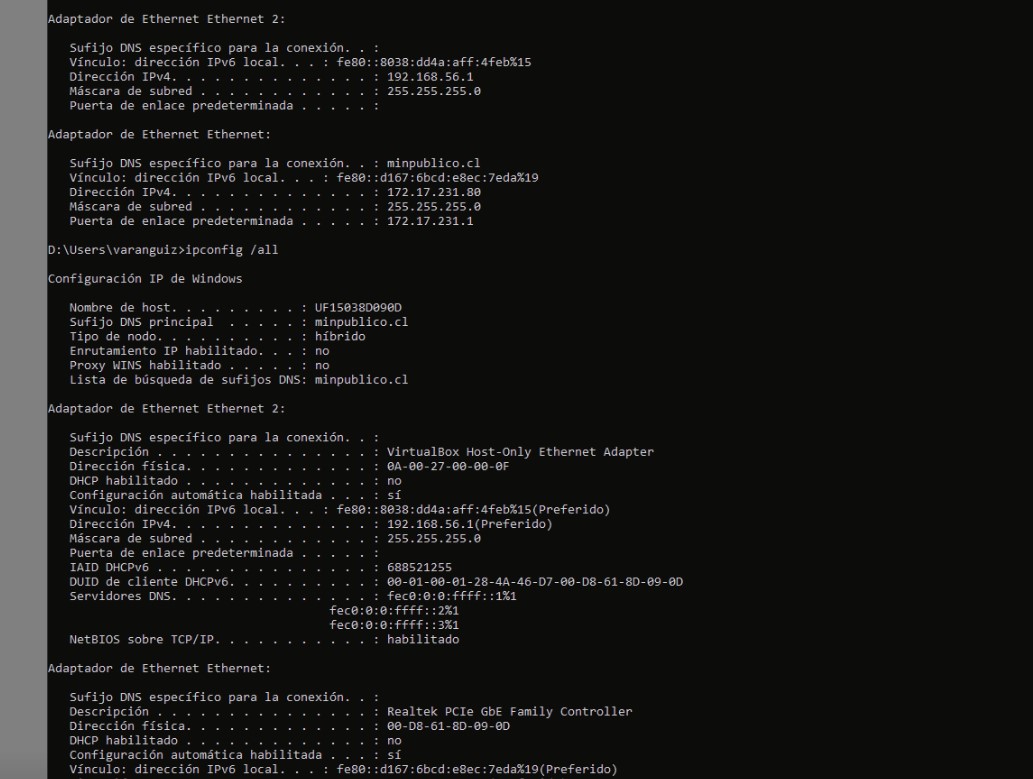 Adaptador de Ethernet Ethernet 2:
Sufijo DNS específico para la conexión. . :
Vínculo: dirección IPv6 local. . . : fe80::8038:dd4a:aff:4feb%15
Dirección IPv4. . . . . . . . . . . . . . : 192.168.56.1
Máscara de subred . . . . . . . . . . . . : 255.255.255.0
Puerta de enlace predeterminada . . . . . :
Adaptador de Ethernet Ethernet:
Sufijo DNS específico para la conexión. . : minpublico.cl
Vínculo: dirección IPv6 local. . . : fe80::d167:6bcd:e8ec:7eda%19
Dirección IPv4. . . . . . . . . . . . . . : 172.17.231.80
Máscara de subred . . . . . . . . . . . . : 255.255.255.0
Puerta de enlace predeterminada . . . . . : 172.17.231.1
D:\Users\varanguiz>ipconfig /all
Configuración IP de Windows
Nombre de host. . . . . . . . . : UF15038D090D
Sufijo DNS principal  . . . . . : minpublico.cl
Tipo de nodo. . . . . . . . . . : híbrido
Enrutamiento IP habilitado. . . : no
Proxy WINS habilitado . . . . . : no
Lista de búsqueda de sufijos DNS: minpublico.cl
Adaptador de Ethernet Ethernet 2:
Sufijo DNS específico para la conexión. . :
Descripción . . . . . . . . . . . . . . . : VirtualBox Host-Only Ethernet Adapter
Dirección física. . . . . . . . . . . . . : 0A-00-27-00-00-0F
DHCP habilitado . . . . . . . . . . . . . : no
Configuración automática habilitada . . . : sí
Vínculo: dirección IPv6 local. . . : fe80::8038:dd4a:aff:4feb%15(Preferido)
Dirección IPv4. . . . . . . . . . . . . . : 192.168.56.1(Preferido)
Máscara de subred . . . . . . . . . . . . : 255.255.255.0
Puerta de enlace predeterminada . . . . . :
IAID DHCPv6 . . . . . . . . . . . . . . . : 688521255
DUID de cliente DHCPv6. . . . . . . . . . : 00-01-00-01-28-4A-46-D7-00-D8-61-8D-09-0D
Servidores DNS. . . . . . . . . . . . . . : fec0:0:0:ffff::1%1
fec0:0:0:ffff::2%1
fec0:0:0:ffff::3%1
NetBIOS sobre TCP/IP. . . . . . . . . . . : habilitado
Adaptador de Ethernet Ethernet:
Sufijo DNS específico para la conexión. . :
Descripción . . . . . . . . . . . . . . . : Realtek PCIe GbE Family Controller
Dirección física. . . . . . . . . . . . . : 00-D8-61-8D-09-0D
DHCP habilitado . . . . . . . . . . . . . : no
Configuración automática habilitada . . . : sí
Vínculo: dirección IPv6 local. . . : fe80::d167:6bcd:e8ec:7eda%19(Preferido)